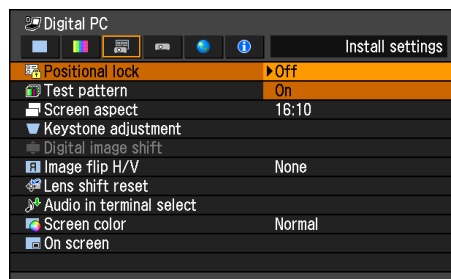 Digital PC
Install settings
Positional lock Off
Test pattern On
Screen aspect 16:10
Keystone adjustment
Digital image shift
Image flip H/V None
Lens shift reset
Audio in terminal select
Screen color Normal
On screen